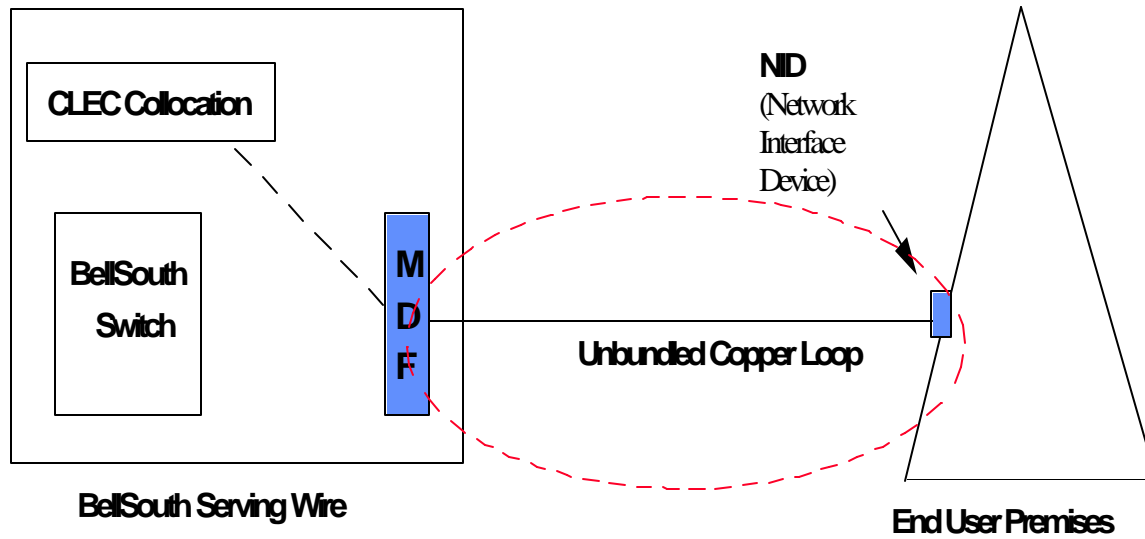 CLEC Collocation
BellSouth
Switch
M
D
F
NID
(Network
Interface
Device)
Unbundled Copper Loop
BellSouth Serving Wire
End User Premises